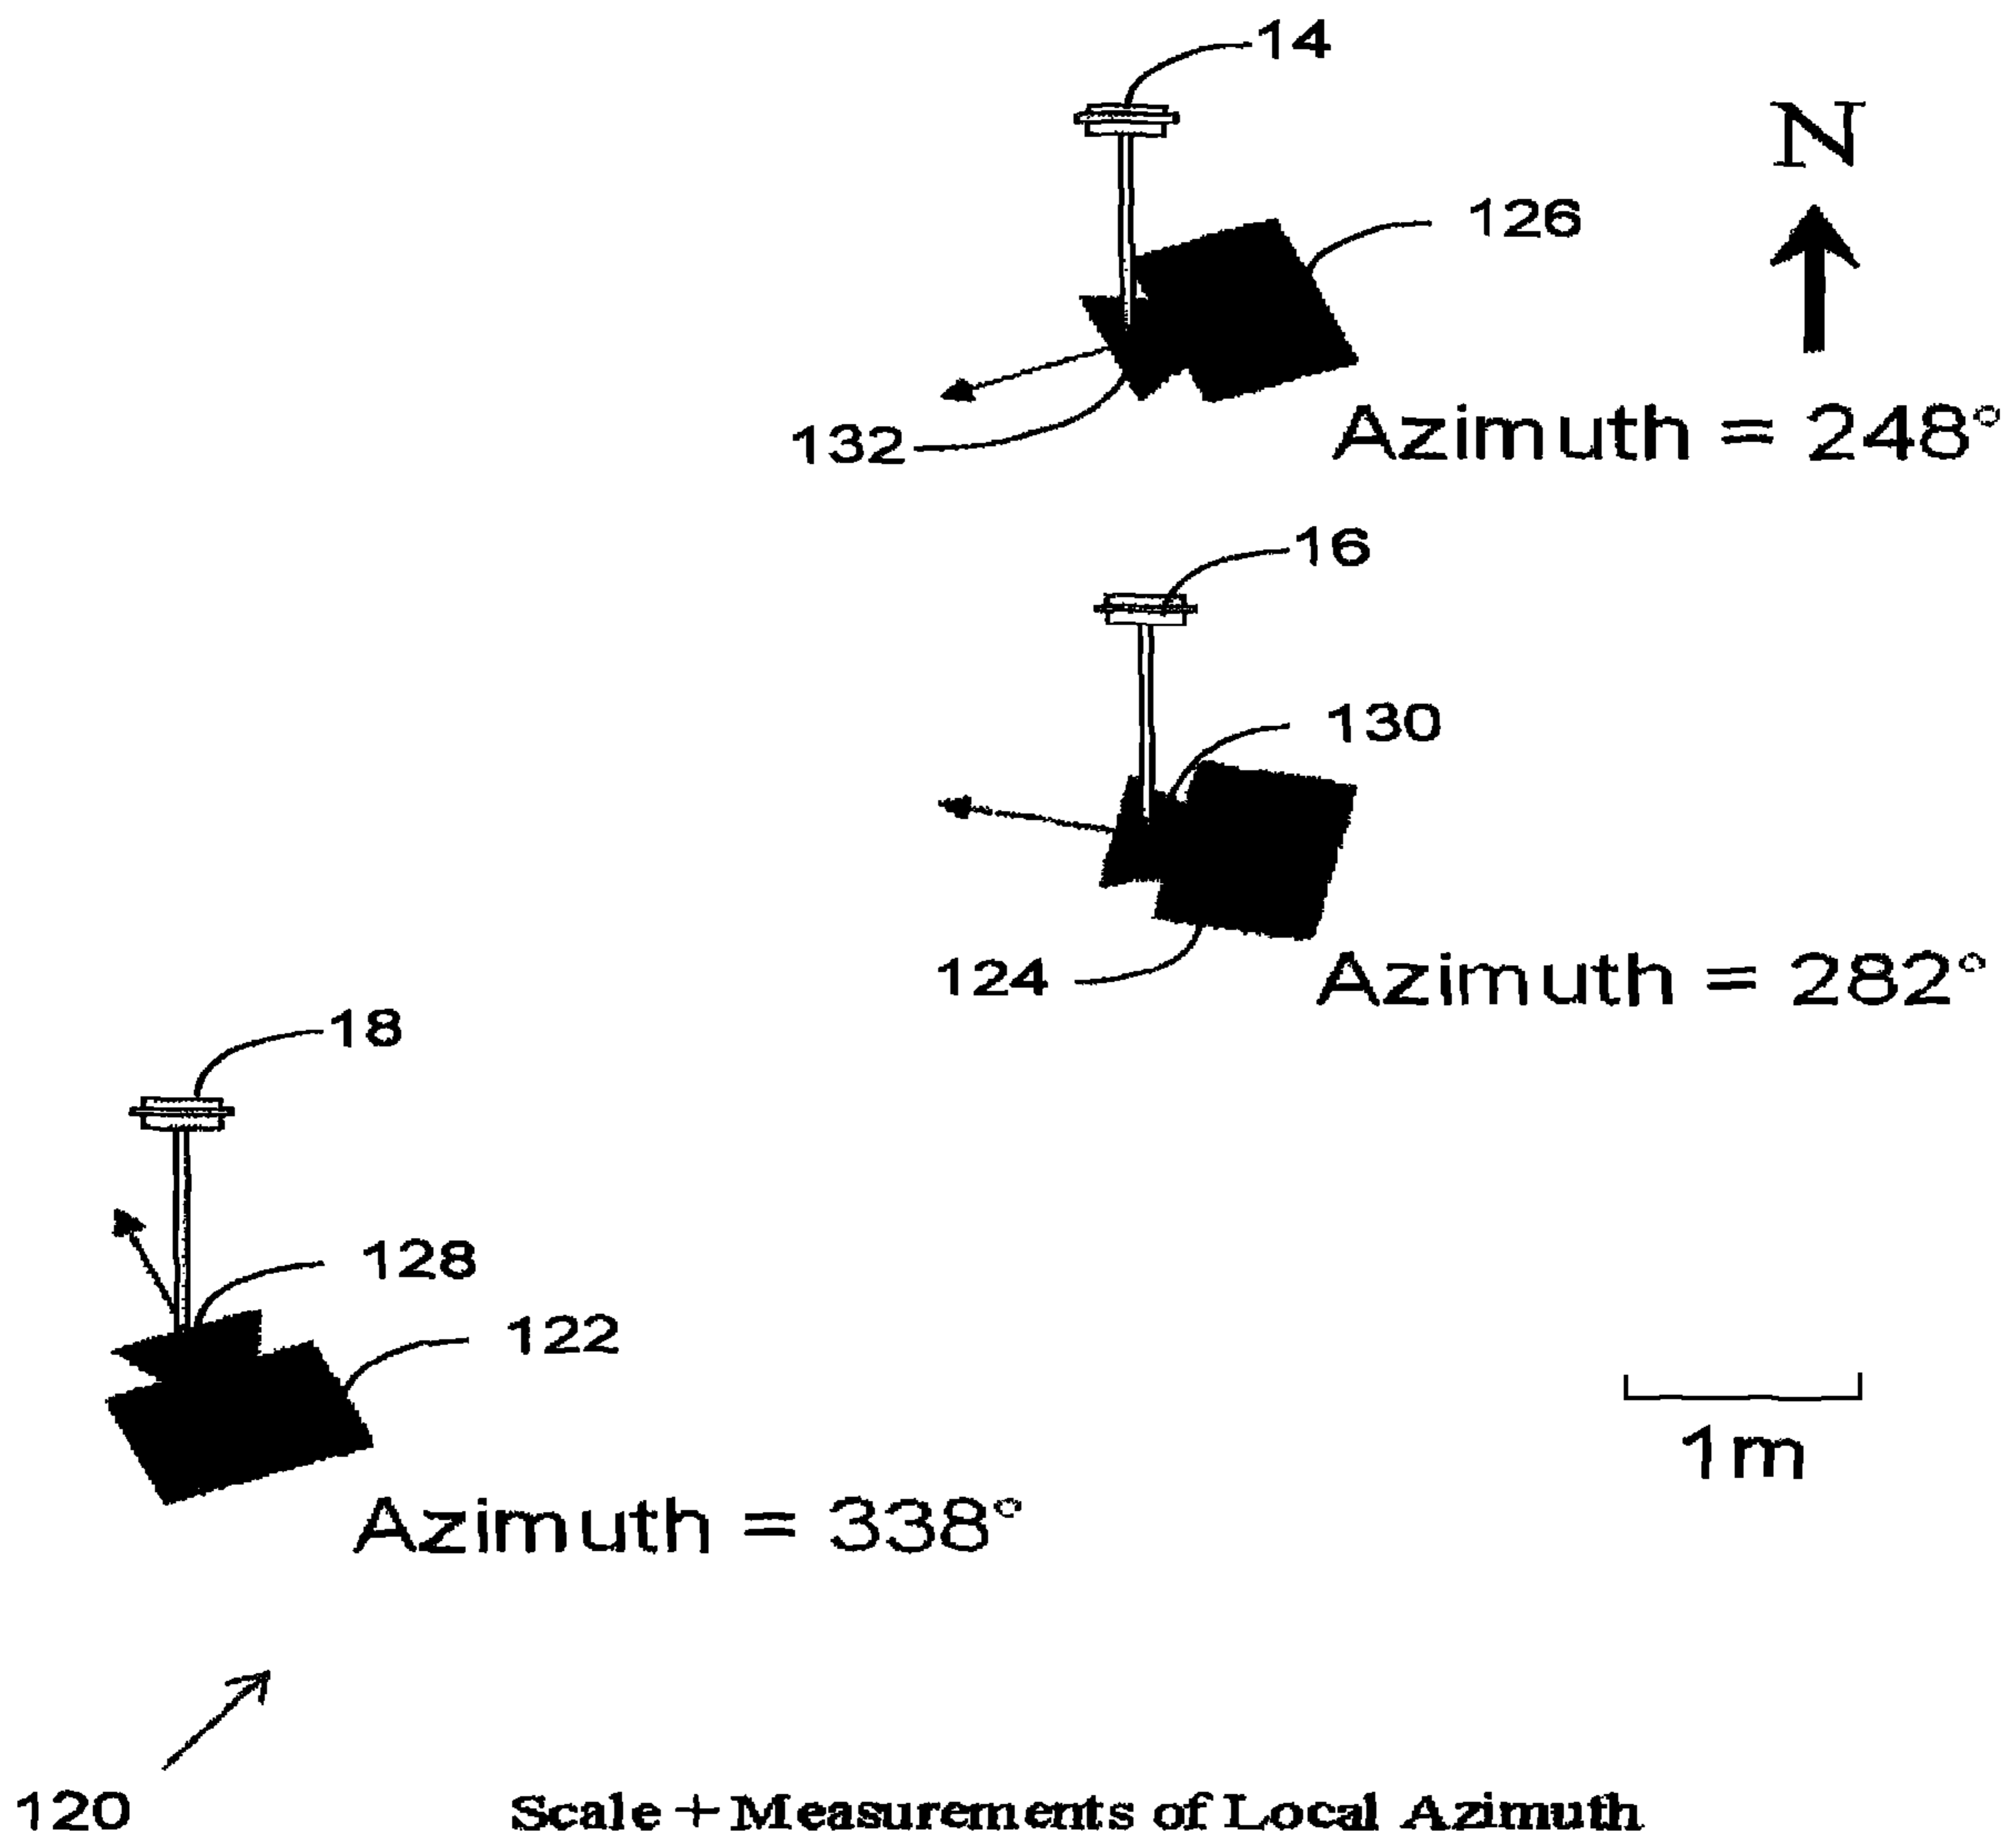 14
N
126
132
Azimuth = 248°
16
130
124
Azimuth = 282°
18
128
122
1m
Azimuth = 338°
120
Scale + Measurements of Local Azimuth